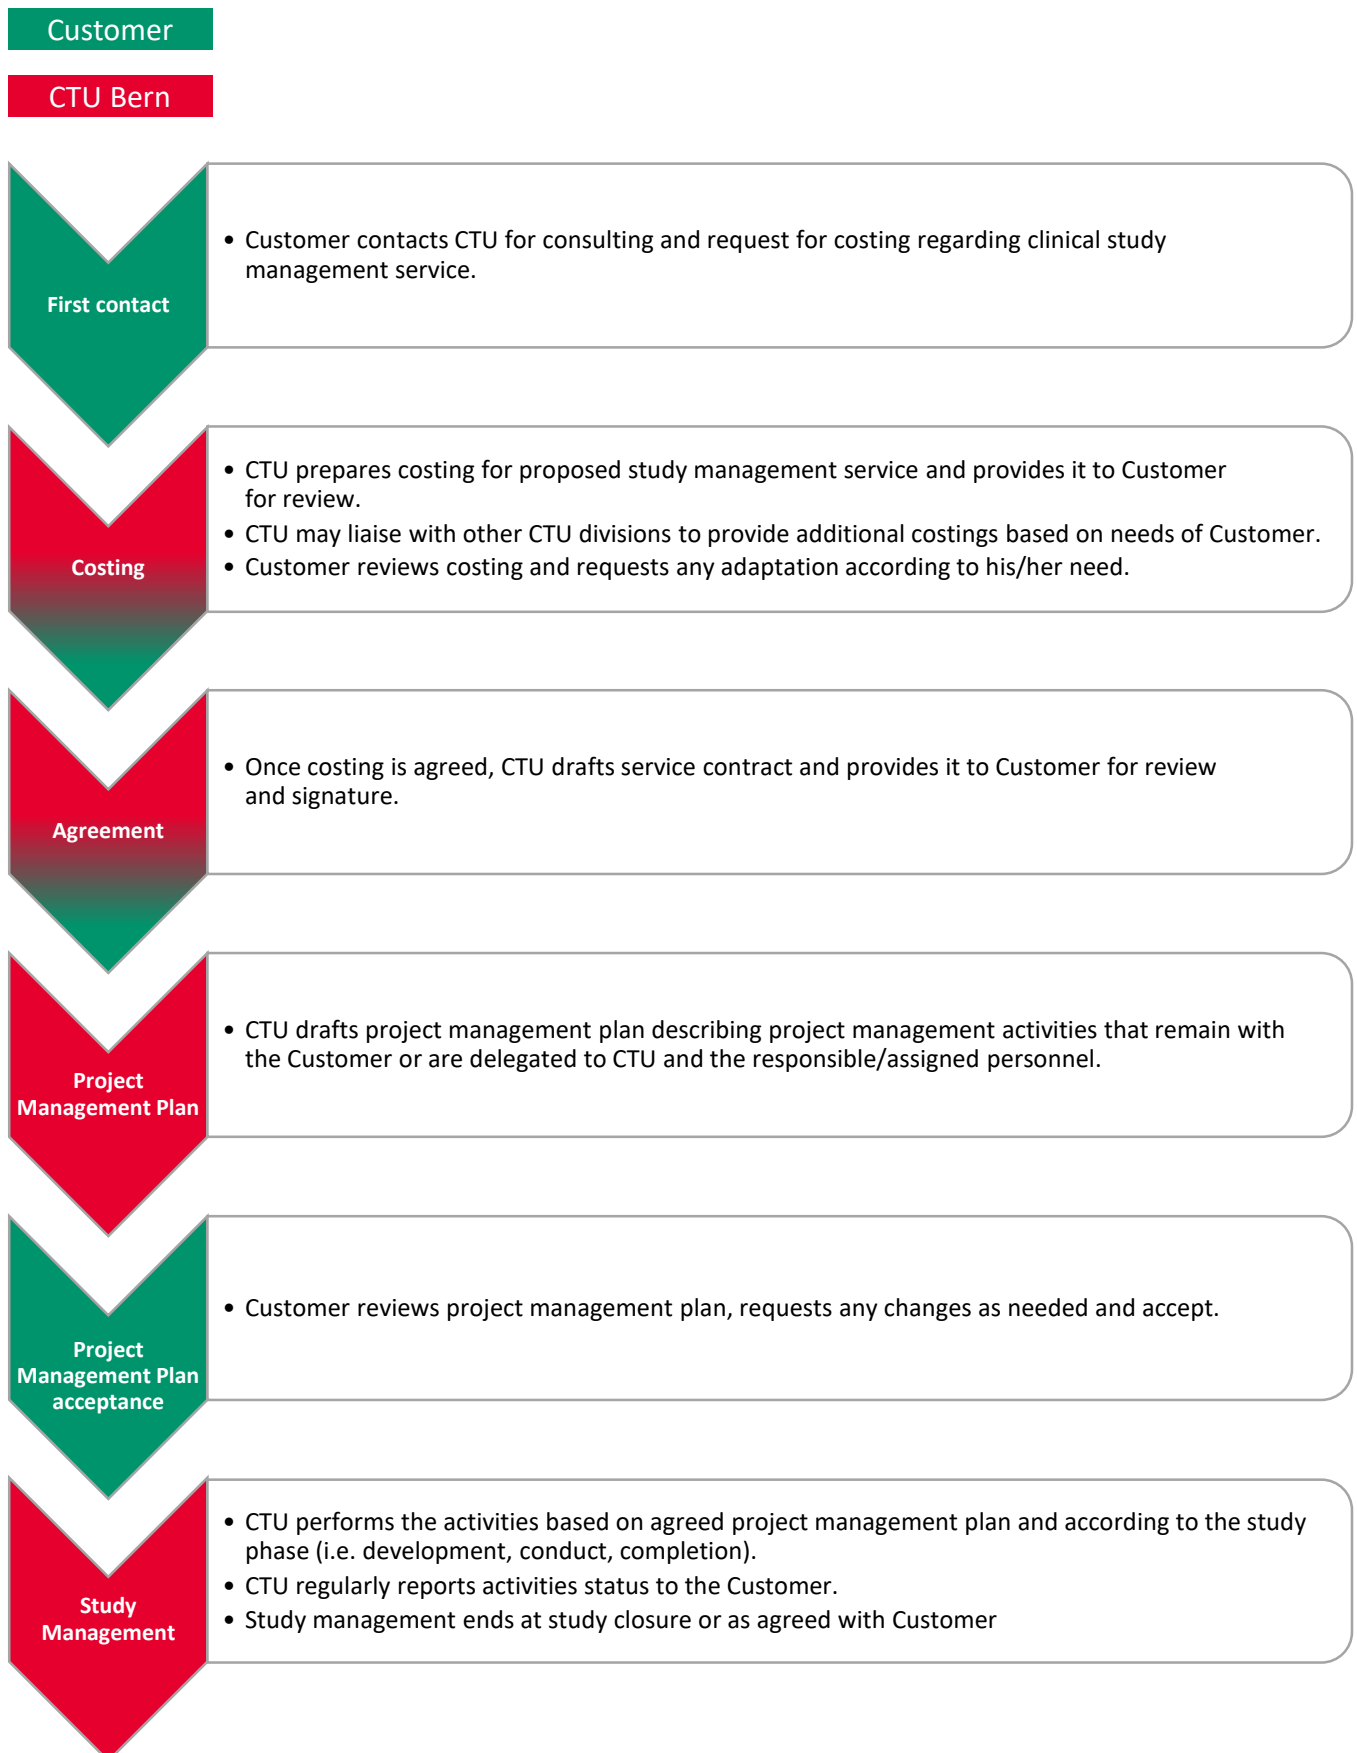 Customer
CTU Bern
First contact
• Customer contacts CTU for consulting and request for costing regarding clinical study
management service.
Costing
• CTU prepares costing for proposed study management service and provides it to Customer
for review.
• CTU may liaise with other CTU divisions to provide additional costings based on needs of Customer.
• Customer reviews costing and requests any adaptation according to his/her need.
Agreement
• Once costing is agreed, CTU drafts service contract and provides it to Customer for review
and signature.
Project
Management Plan
• CTU drafts project management plan describing project management activities that remain with
the Customer or are delegated to CTU and the responsible/assigned personnel.
Project
Management Plan
acceptance
• Customer reviews project management plan, requests any changes as needed and accept.
Study
Management
• CTU performs the activities based on agreed project management plan and according to the study
phase (i.e. development, conduct, completion).
• CTU regularly reports activities status to the Customer.
• Study management ends at study closure or as agreed with Customer